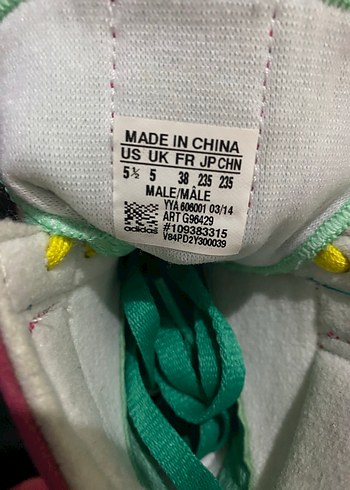 MADE IN CHINA
US UK FR JP CHN
5½ 5 38 235 235
MALE/MÂLE
YYA 606001 03/14
ART G96429
#109383315
adidas V84PD2Y300039